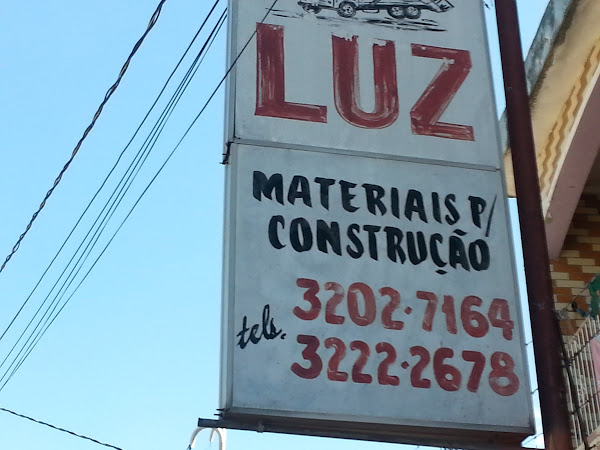 LUZ
MATERIAIS P/
CONSTRUÇÃO
tels. 3202-7164
3222-2678